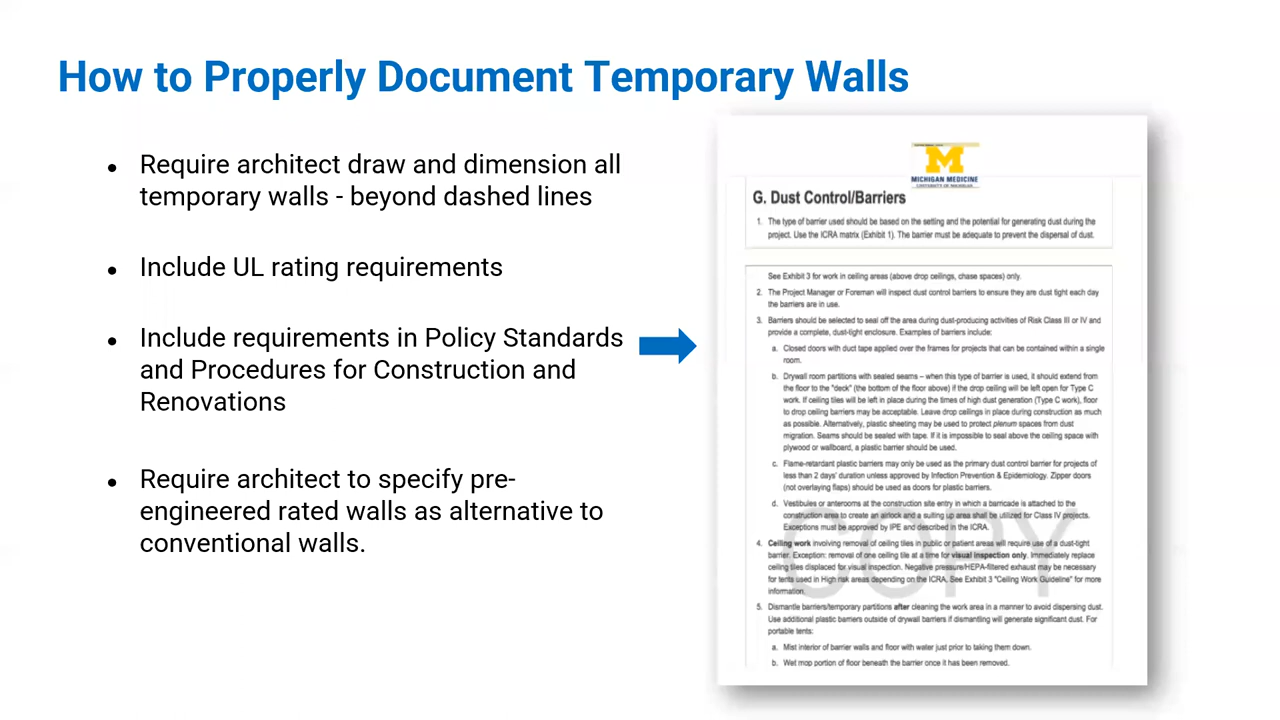 How to Properly Document Temporary Walls
Require architect draw and dimension all
temporary walls - beyond dashed lines
Include UL rating requirements
Include requirements in Policy Standards
and Procedures for Construction and
Renovations
Require architect to specify pre-
engineered rated walls as alternative to
conventional walls.
M
MICHIGAN MEDICINE
UNIVERSITY OF MICHIGAN
G. Dust Control/Barriers
1. The type of barrier used should be based on the setting and the potential for generating dust during the
project. Use the ICRA matrix (Exhibit 1). The barrier must be adequate to prevent the dispersal of dust.
See Exhibit 3 for work in ceiling areas (above drop ceilings, chase spaces) only.
2. The Project Manager or Foreman will inspect dust control barriers to ensure they are dust tight each day
the barriers are in use.
3. Barriers should be selected to seal off the area during dust-producing activities of Risk Class III or IV and
provide a complete, dust-tight enclosure. Examples of barriers include:
a. Closed doors with duct tape applied over the frames for projects that can be contained within a single
room.
b. Drywall room partitions with sealed seams – when this type of barrier is used, it should extend from
the floor to the "deck" (the bottom of the floor above) if the drop ceiling will be left open for Type C
work. If ceiling tiles will be left in place during the times of high dust generation (Type C work), floor
to drop ceiling barriers may be acceptable. Leave drop ceilings in place during construction as much
as possible. Alternatively, plastic sheeting may be used to protect plenum spaces from dust
migration. Seams should be sealed with tape. If it is impossible to seal above the ceiling space with
plywood or wallboard, a plastic barrier should be used.
c. Flame-retardant plastic barriers may only be used as the primary dust control barrier for projects of
less than 2 days' duration unless approved by Infection Prevention & Epidemiology. Zipper doors
(not overlaying flaps) should be used as doors for plastic barriers.
d. Vestibules or anterooms at the construction site entry in which a barricade is attached to the
construction area to create an airlock and a suiting up area shall be utilized for Class IV projects.
Exceptions must be approved by IPE and described in the ICRA.
COPY
4. Ceiling work involving removal of ceiling tiles in public or patient areas will require use of a dust-tight
barrier. Exception: removal of one ceiling tile at a time for visual inspection only. Immediately replace
ceiling tiles displaced for visual inspection. Negative pressure/HEPA-filtered exhaust may be necessary
for tents used in High risk areas depending on the ICRA. See Exhibit 3 "Ceiling Work Guideline" for more
information.
5. Dismantle barriers/temporary partitions after cleaning the work area in a manner to avoid dispersing dust.
Use additional plastic barriers outside of drywall barriers if dismantling will generate significant dust. For
portable tents:
a. Mist interior of barrier walls and floor with water just prior to taking them down.
b. Wet mop portion of floor beneath the barrier once it has been removed.